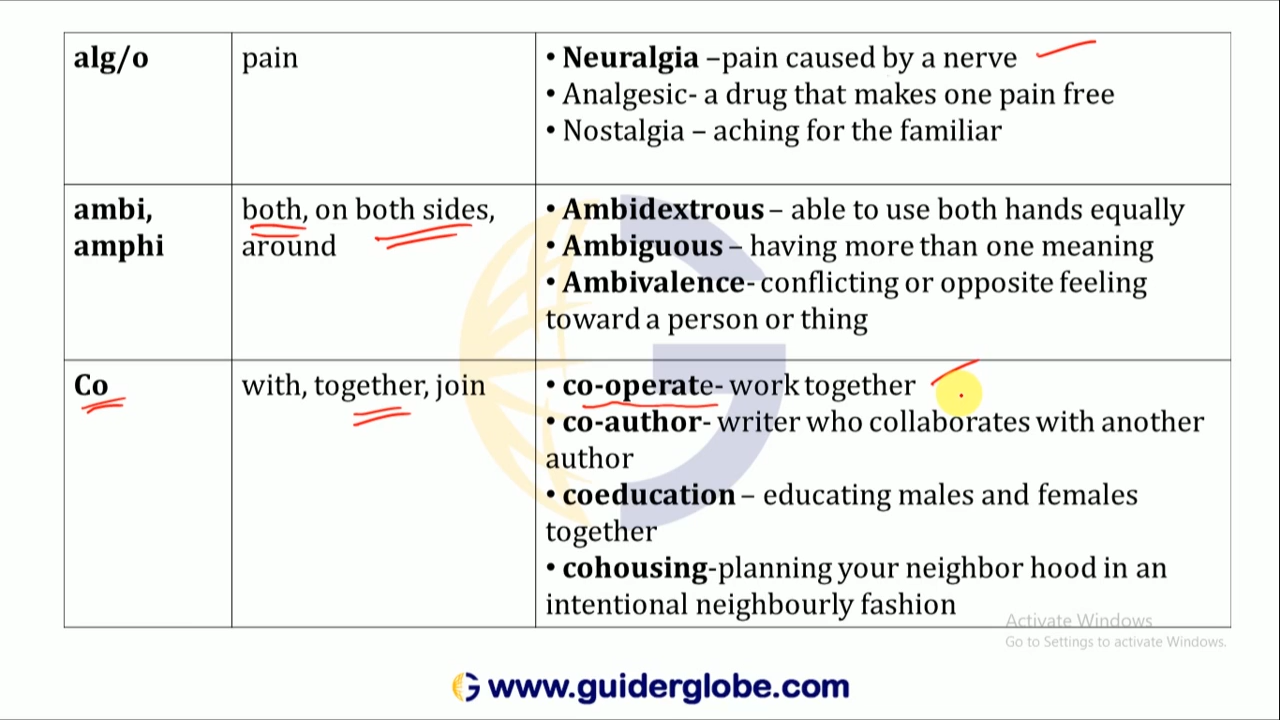 alg/o
pain
• Neuralgia –pain caused by a nerve
• Analgesic- a drug that makes one pain free
• Nostalgia – aching for the familiar
ambi,
amphi
both, on both sides,
around
• Ambidextrous – able to use both hands equally
• Ambiguous – having more than one meaning
• Ambivalence- conflicting or opposite feeling
toward a person or thing
Co
with, together, join
• co-operate- work together
• co-author- writer who collaborates with another
author
• coeducation – educating males and females
together
• cohousing-planning your neighbor hood in an
intentional neighbourly fashion
Activate Windows
Go to Settings to activate Windows.
www.guiderglobe.com